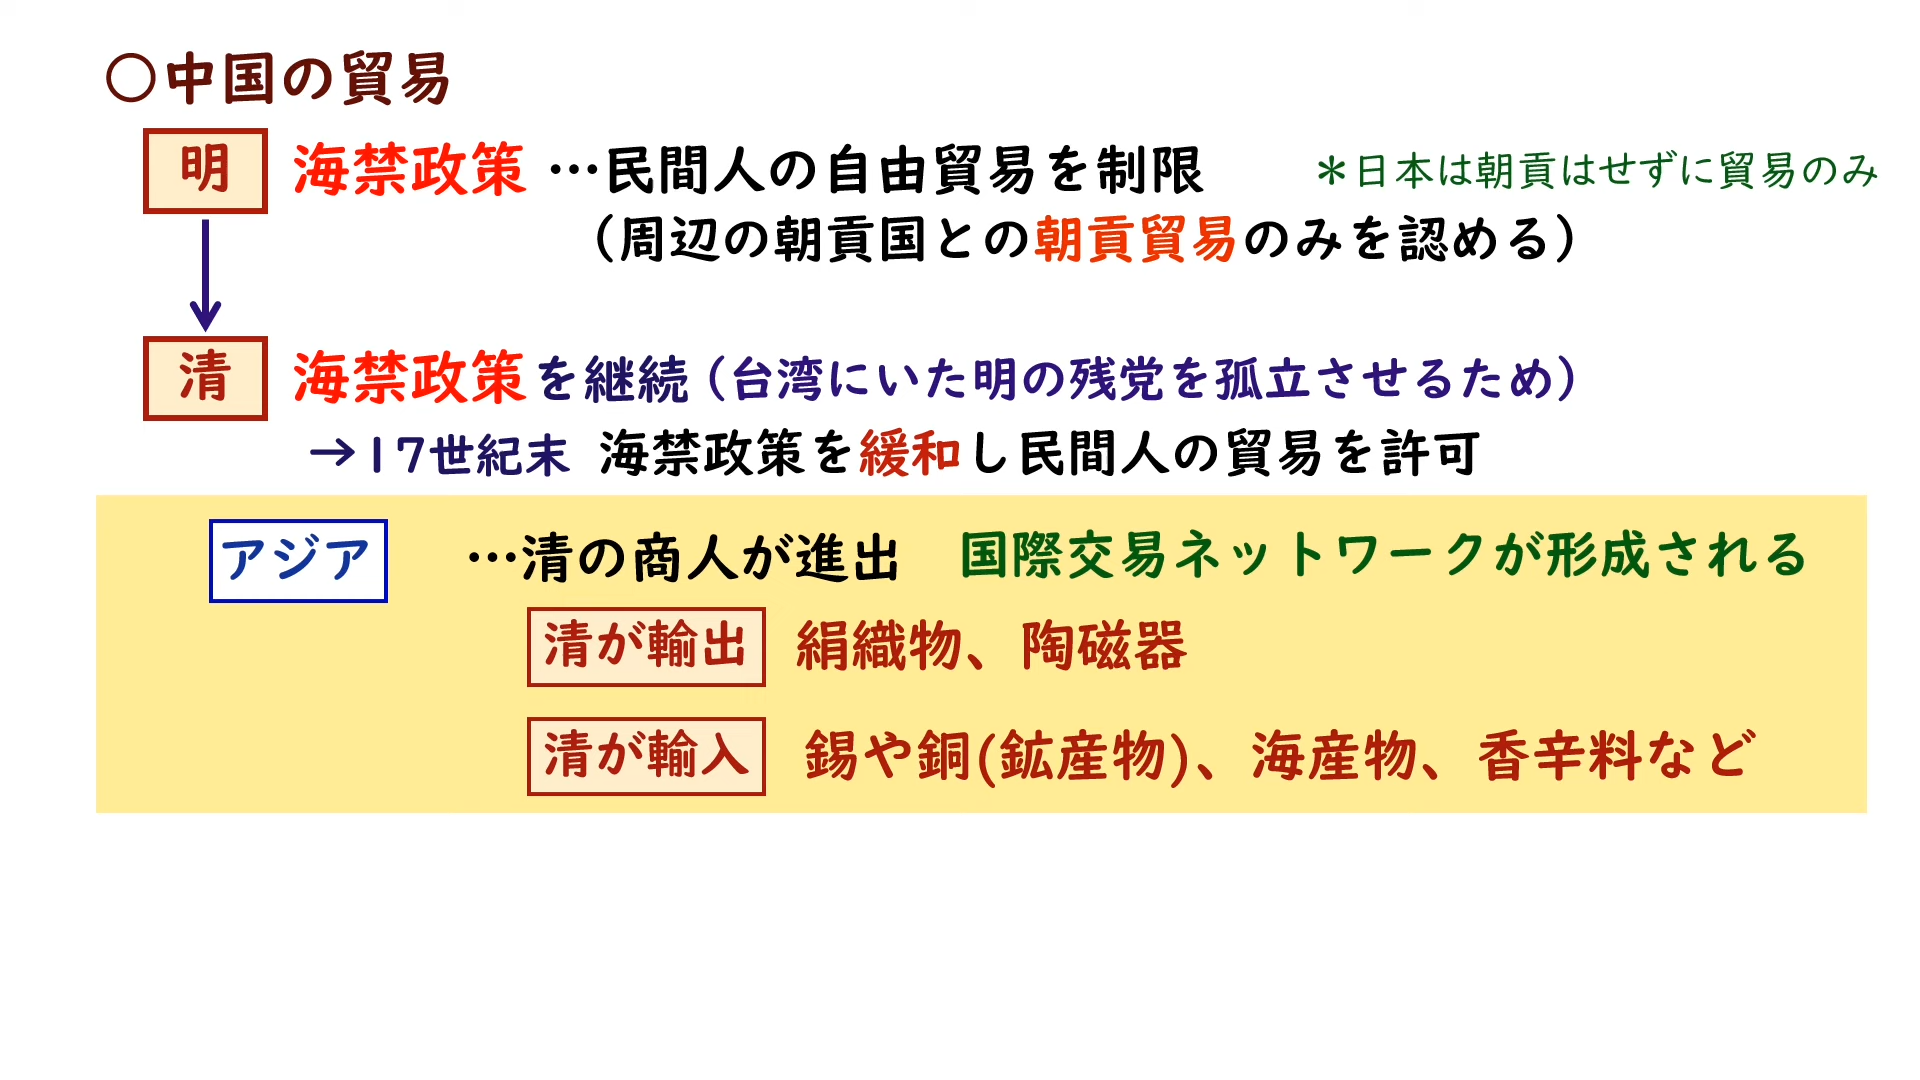 ○中国の貿易
明 海禁政策 …民間人の自由貿易を制限 *日本は朝貢はせずに貿易のみ
(周辺の朝貢国との朝貢貿易のみを認める)
清 海禁政策を継続(台湾にいた明の残党を孤立させるため)
→17世紀末 海禁政策を緩和し民間人の貿易を許可
アジア …清の商人が進出 国際交易ネットワークが形成される
清が輸出 絹織物、陶磁器
清が輸入 錫や銅(鉱産物)、海産物、香辛料など